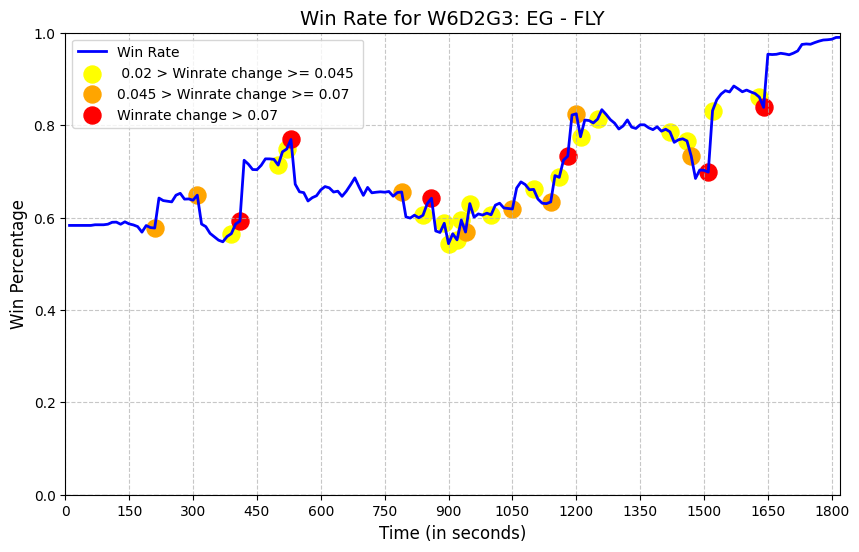 Win Rate for W6D2G3: EG - FLY
Win Rate
0.02 > Winrate change >= 0.045
0.045 > Winrate change >= 0.07
Winrate change > 0.07
Win Percentage
1.0
0.8
0.6
0.4
0.2
0.0
0 150 300 450 600 750 900 1050 1200 1350 1500 1650 1800
Time (in seconds)